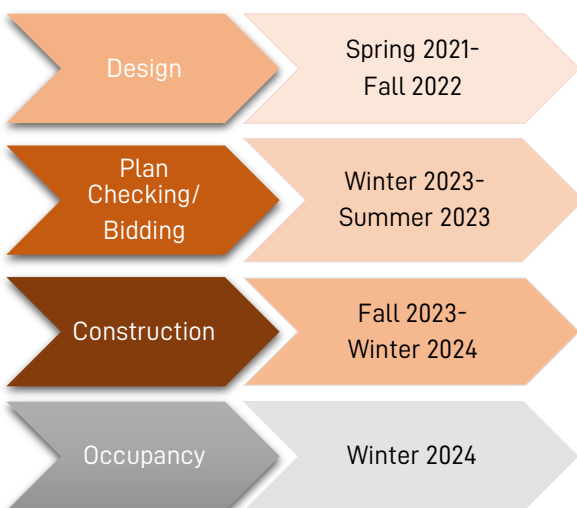 Design
Spring 2021-
Fall 2022
Plan
Checking/
Bidding
Winter 2023-
Summer 2023
Construction
Fall 2023-
Winter 2024
Occupancy
Winter 2024